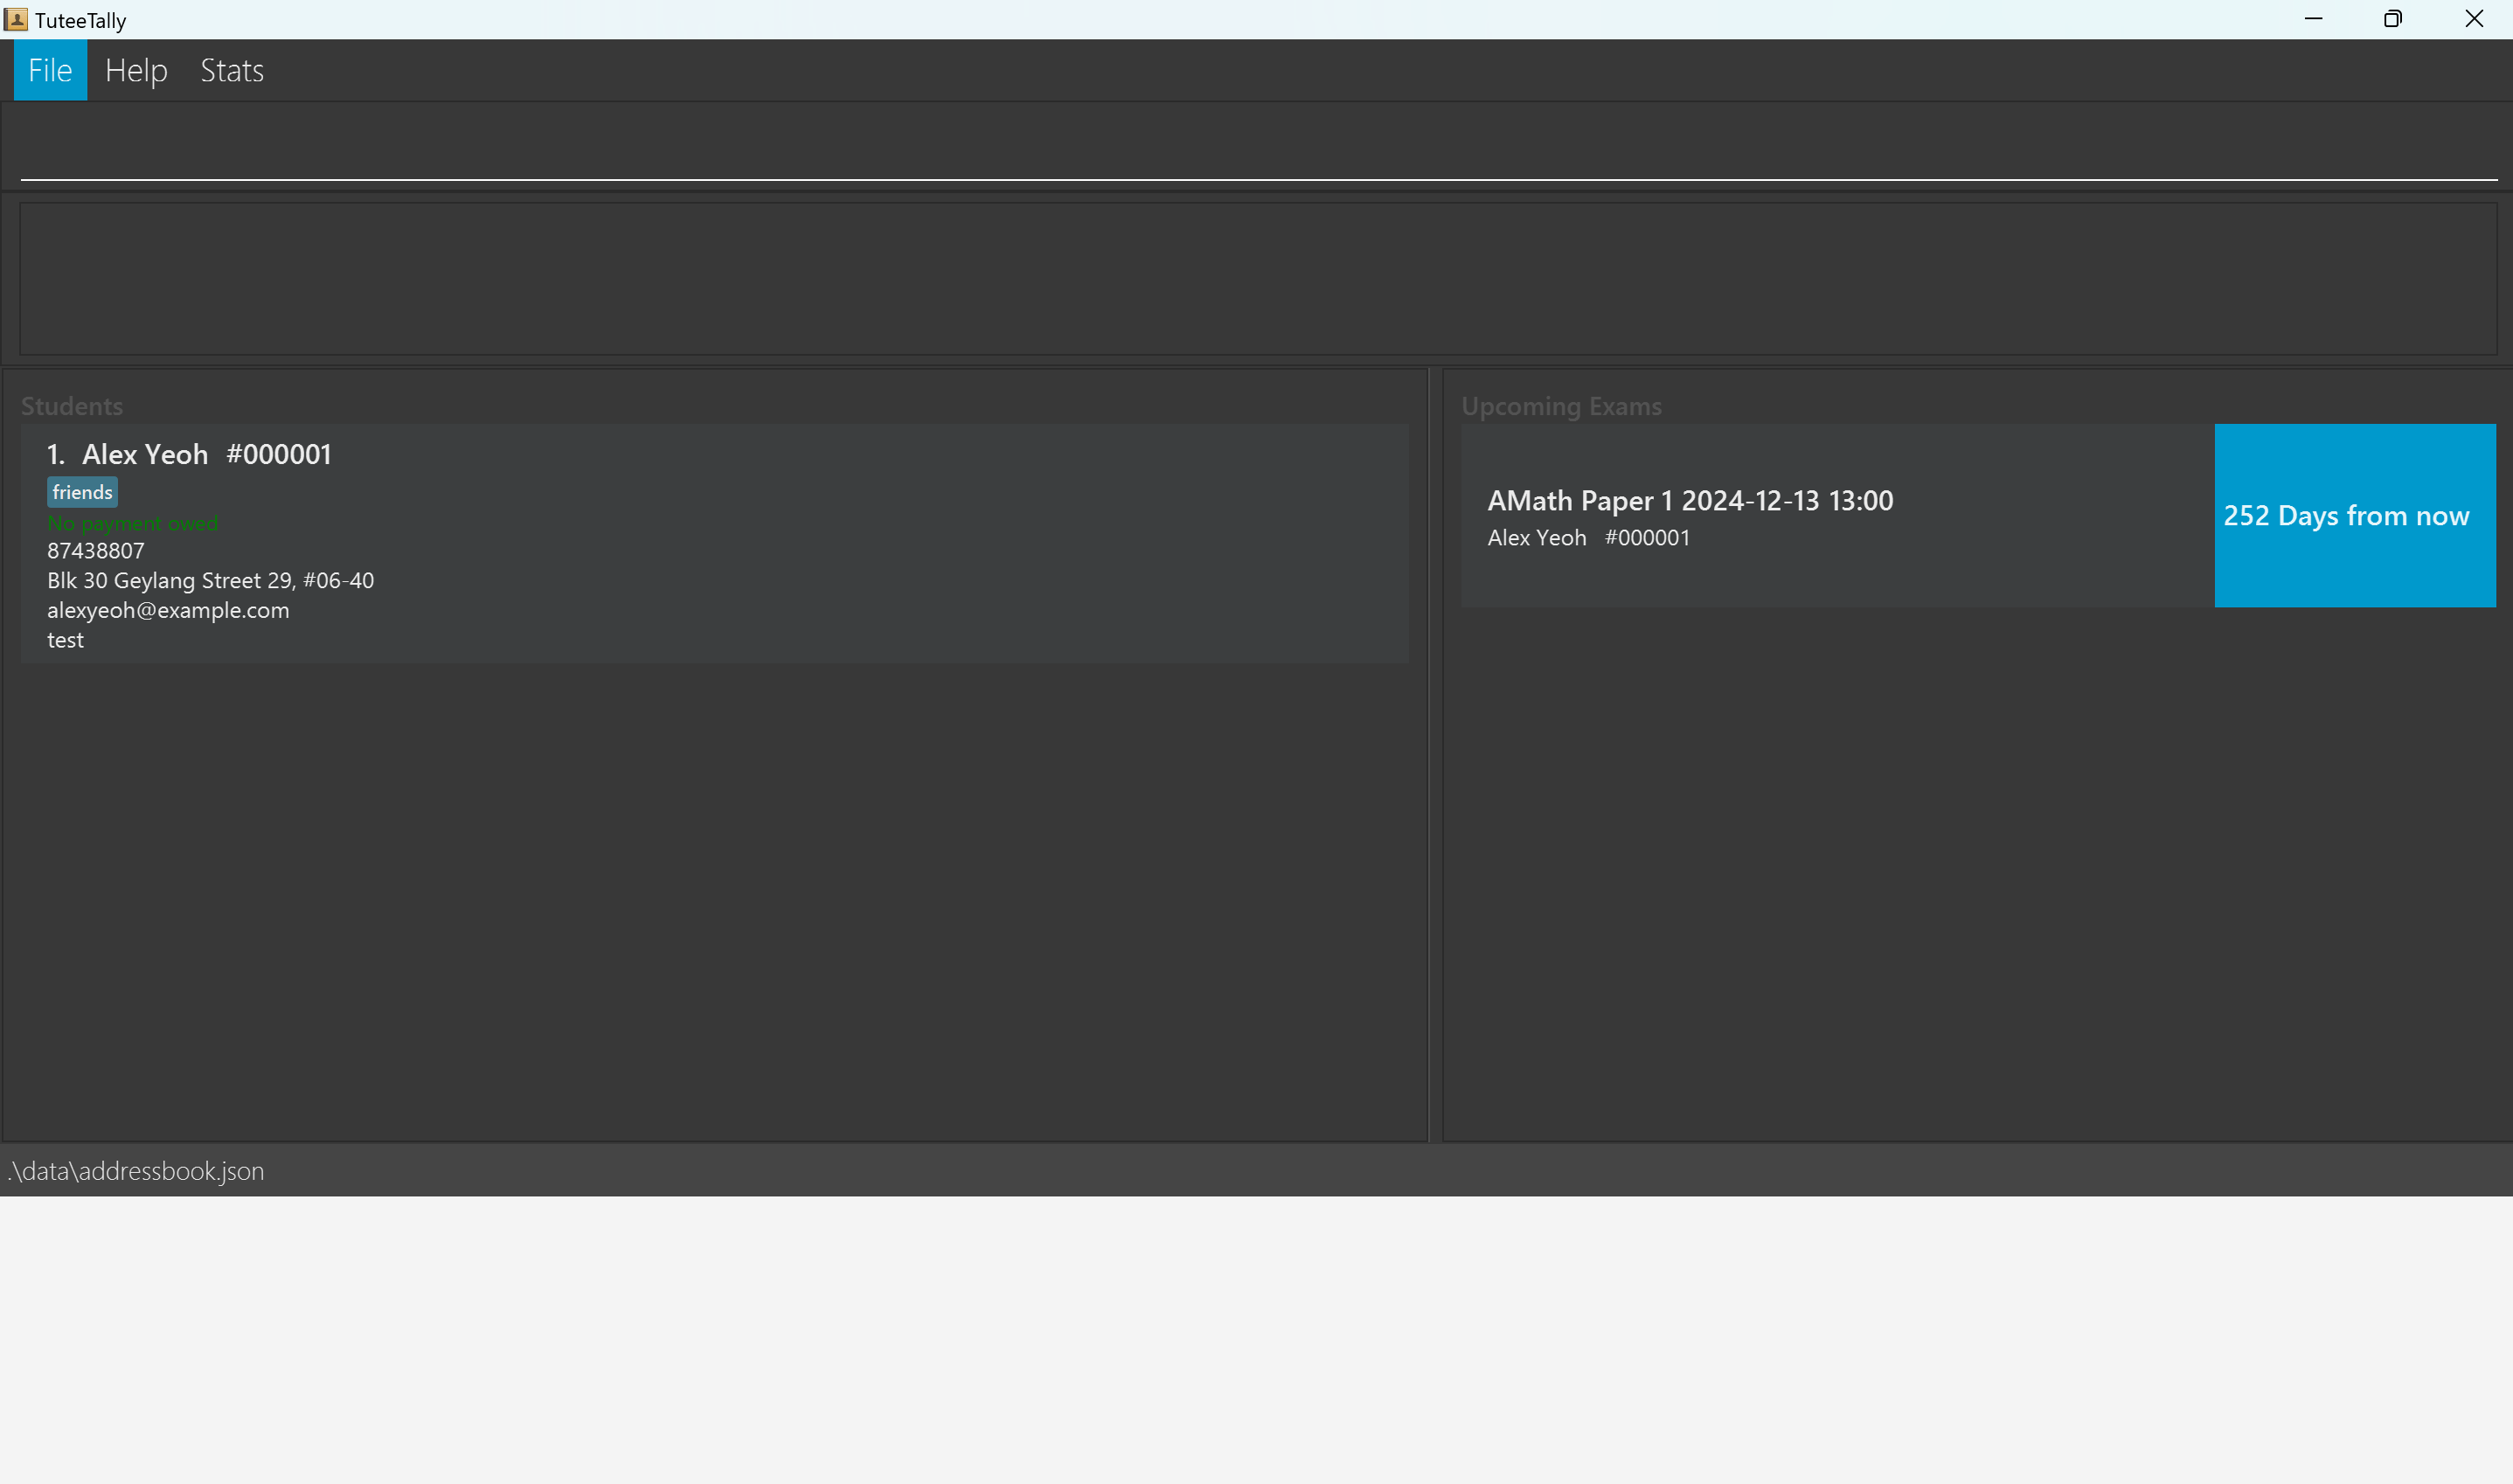 TuteeTally
File Help Stats
Students
1. Alex Yeoh #000001
friends
No payment owed
87438807
Blk 30 Geylang Street 29, #06-40
alexyeoh@example.com
test
Upcoming Exams
AMath Paper 1 2024-12-13 13:00
Alex Yeoh #000001
252 Days from now
.\data\addressbook.json